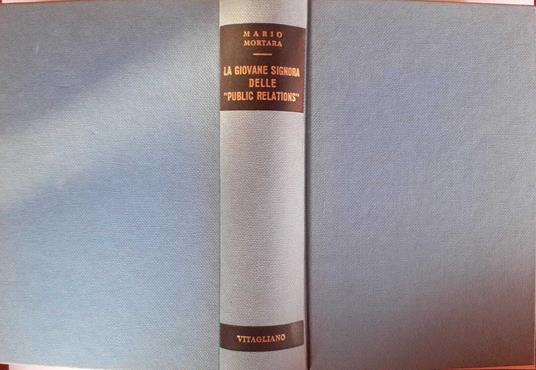 MARIO
MORTARA
LA GIOVANE SIGNORA
DELLE
"PUBLIC RELATIONS"
VITAGLIANO